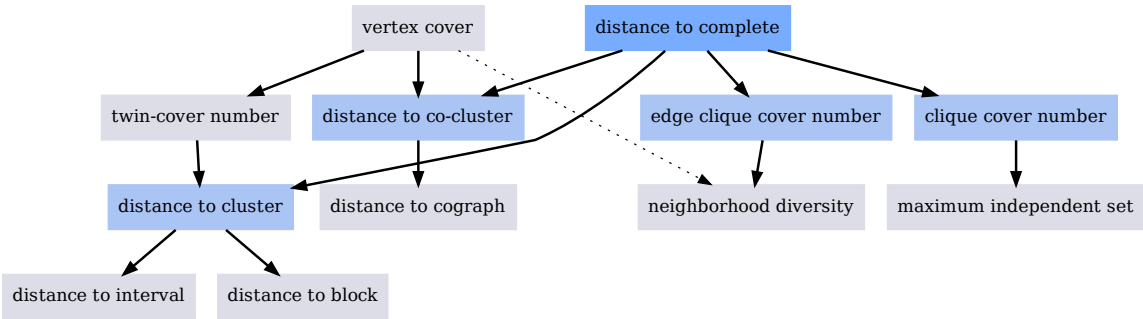 vertex cover
distance to complete
twin-cover number
distance to co-cluster
edge clique cover number
clique cover number
distance to cluster
distance to cograph
neighborhood diversity
maximum independent set
distance to interval
distance to block